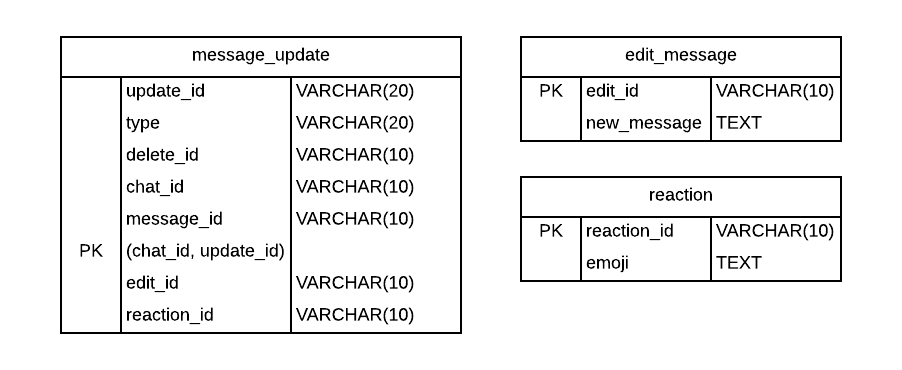 message_update
update_id VARCHAR(20)
type VARCHAR(20)
delete_id VARCHAR(10)
chat_id VARCHAR(10)
message_id VARCHAR(10)
PK (chat_id, update_id)
edit_id VARCHAR(10)
reaction_id VARCHAR(10)
edit_message
PK edit_id VARCHAR(10)
new_message TEXT
reaction
PK reaction_id VARCHAR(10)
emoji TEXT